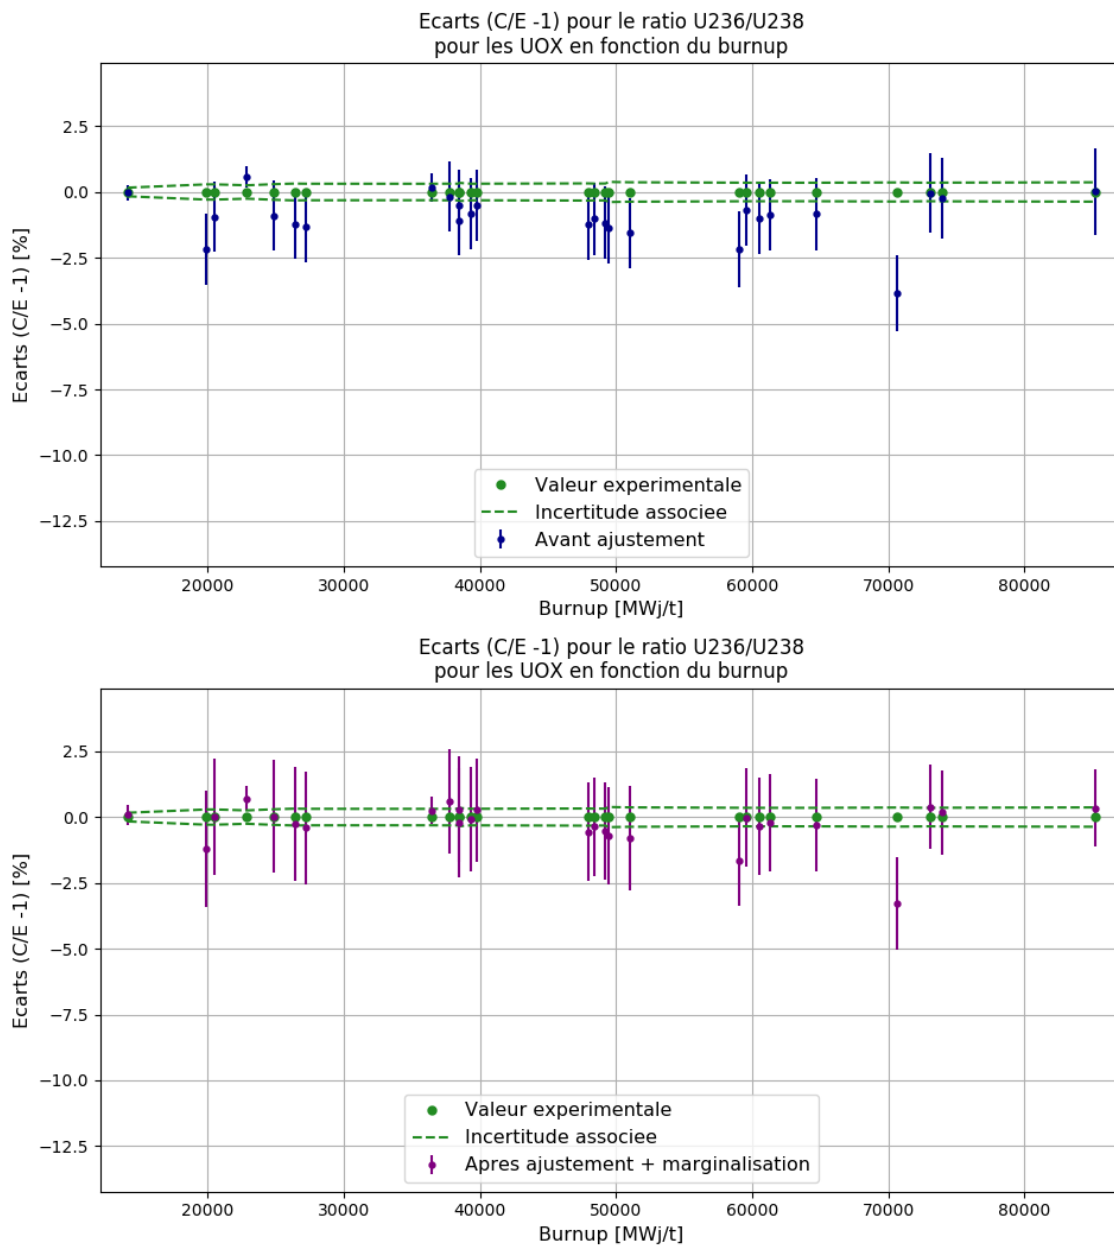 Ecarts (C/E -1) pour le ratio U236/U238
pour les UOX en fonction du burnup
Ecarts (C/E -1) [%]
2.5
0.0
−2.5
−5.0
−7.5
−10.0
−12.5
Valeur experimentale
Incertitude associee
Avant ajustement
20000 30000 40000 50000 60000 70000 80000
Burnup [MWj/t]
Ecarts (C/E -1) pour le ratio U236/U238
pour les UOX en fonction du burnup
Ecarts (C/E -1) [%]
2.5
0.0
−2.5
−5.0
−7.5
−10.0
−12.5
Valeur experimentale
Incertitude associee
Apres ajustement + marginalisation
20000 30000 40000 50000 60000 70000 80000
Burnup [MWj/t]